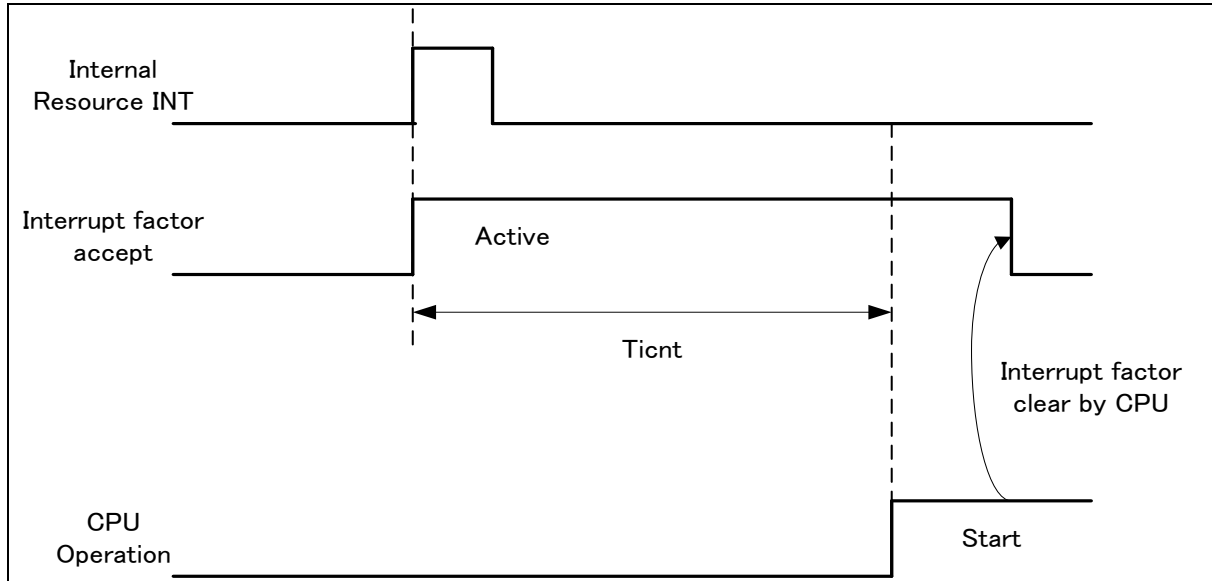 Internal
Resource INT
Interrupt factor
accept
Active
Ticnt
Interrupt factor
clear by CPU
CPU
Operation
Start